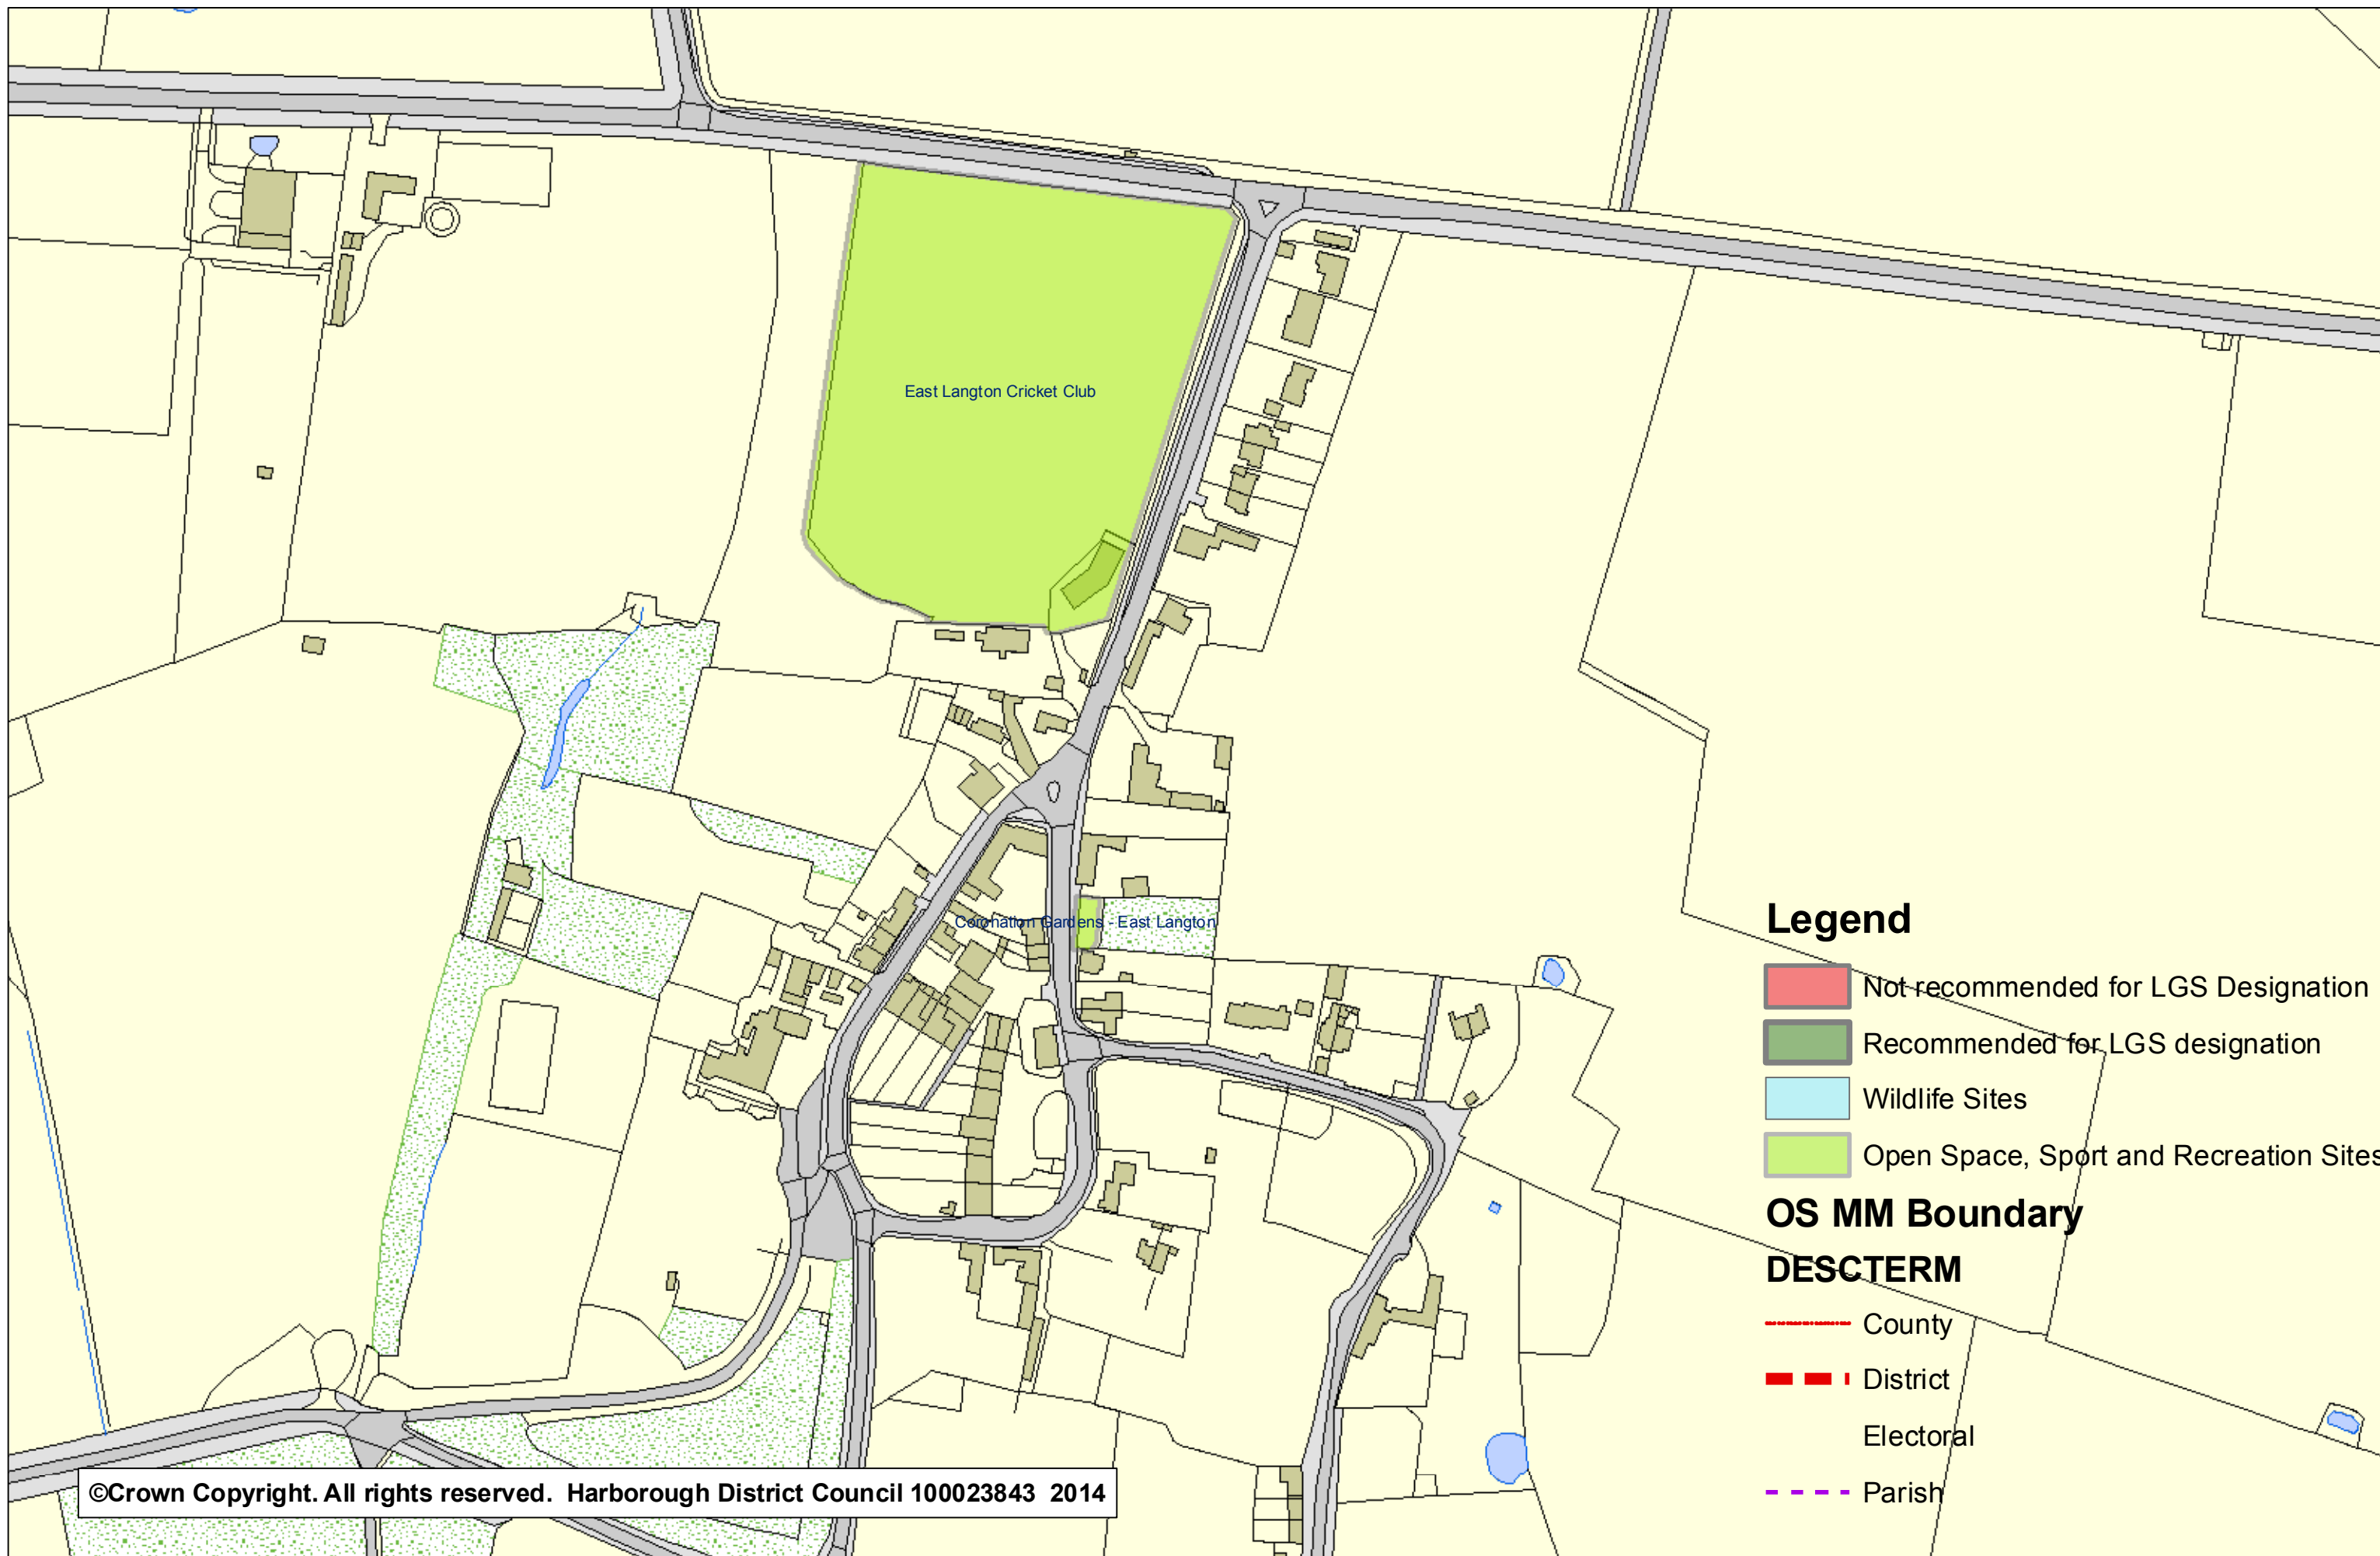 East Langton Cricket Club
Coronation Gardens - East Langton
Legend
Not recommended for LGS Designation
Recommended for LGS designation
Wildlife Sites
Open Space, Sport and Recreation Sites
OS MM Boundary
DESCTERM
County
District
Electoral
Parish
©Crown Copyright. All rights reserved. Harborough District Council 100023843 2014